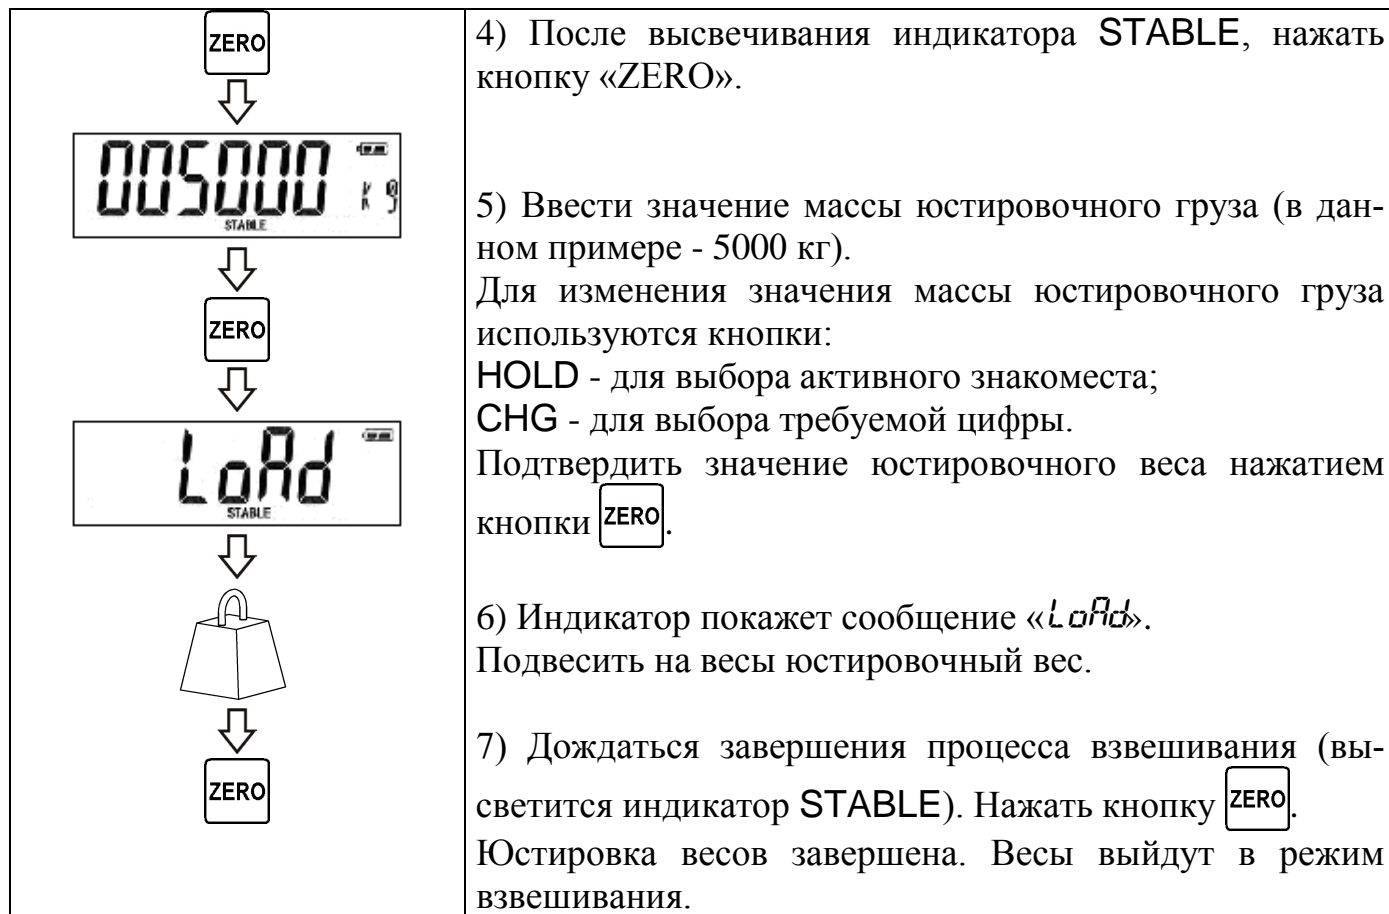 ZERO
005000 kg
STABLE
ZERO
LoAd
STABLE
ZERO
4) После высвечивания индикатора STABLE, нажать
кнопку «ZERO».
5) Ввести значение массы юстировочного груза (в дан-
ном примере - 5000 кг).
Для изменения значения массы юстировочного груза
используются кнопки:
HOLD - для выбора активного знакоместа;
CHG - для выбора требуемой цифры.
Подтвердить значение юстировочного веса нажатием
кнопки ZERO.
6) Индикатор покажет сообщение «LoAd».
Подвесить на весы юстировочный вес.
7) Дождаться завершения процесса взвешивания (вы-
светится индикатор STABLE). Нажать кнопку ZERO.
Юстировка весов завершена. Весы выйдут в режим
взвешивания.